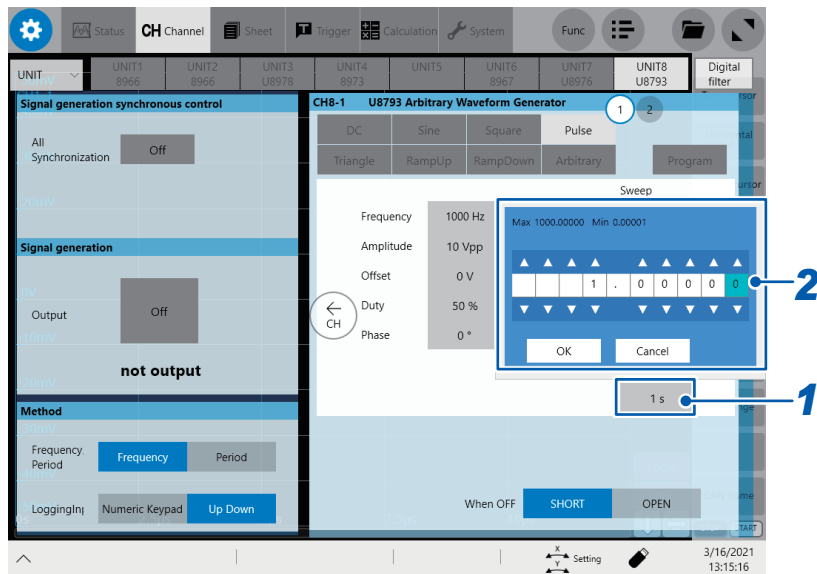 Status CH Channel Sheet Trigger Calculation System Func
UNIT UNIT1 UNIT2 UNIT3 UNIT4 UNIT5 UNIT6 UNIT7 UNIT8 Digital
8966 8966 U8978 8973 8967 U8976 U8793 filter
Signal generation synchronous control
All
Synchronization Off
Signal generation
Output Off
not output
Method
Frequency
Period Frequency Period
LoggingInp Numeric Keypad Up Down
CH8-1 U8793 Arbitrary Waveform Generator 1 2
DC Sine Square Pulse
Triangle RampUp RampDown Arbitrary Program
Sweep
Frequency 1000 Hz
Amplitude 10 Vpp
Offset 0 V
Duty 50 %
Phase 0 °
CH
Max 1000.00000 Min 0.00001
1 . 0 0 0 0 0
OK Cancel
2
1 s
1
When OFF SHORT OPEN
START
X
Y
Setting
3/16/2021
13:15:16